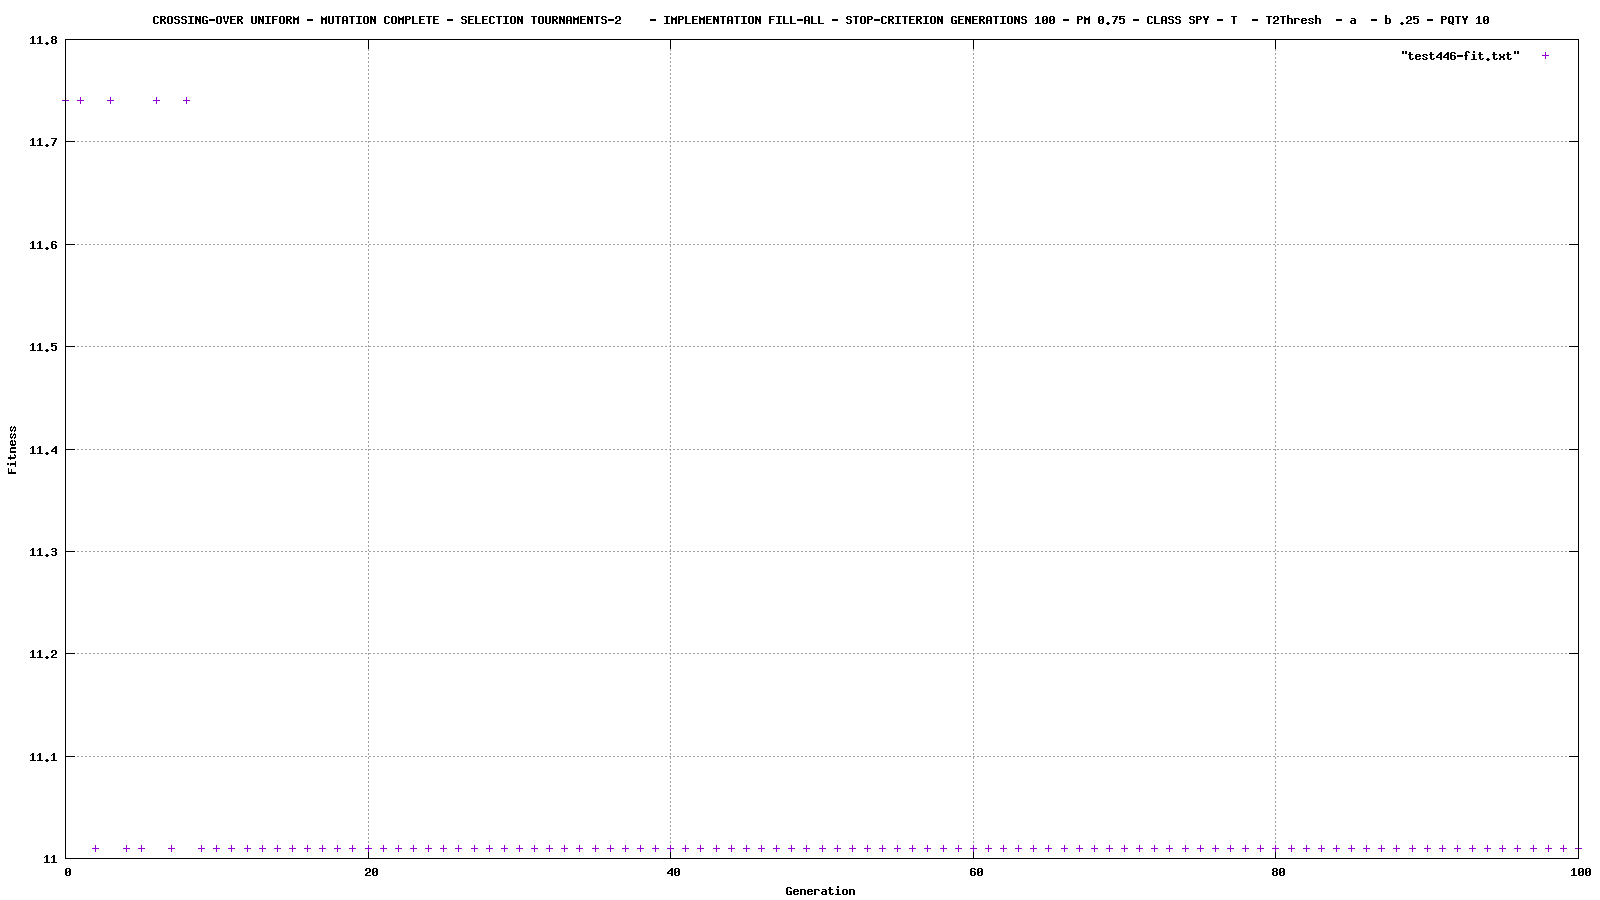 CROSSING-OVER UNIFORM - MUTATION COMPLETE - SELECTION TOURNAMENTS-2    - IMPLEMENTATION FILL-ALL - STOP-CRITERION GENERATIONS 100 - PM 0.75 - CLASS SPY - T  - T2Thresh  - a  - b .25 - PQTY 10
"test446-fit.txt"
11.8
11.7
11.6
11.5
11.4
11.3
11.2
11.1
11
Fitness
0 20 40 60 80 100
Generation